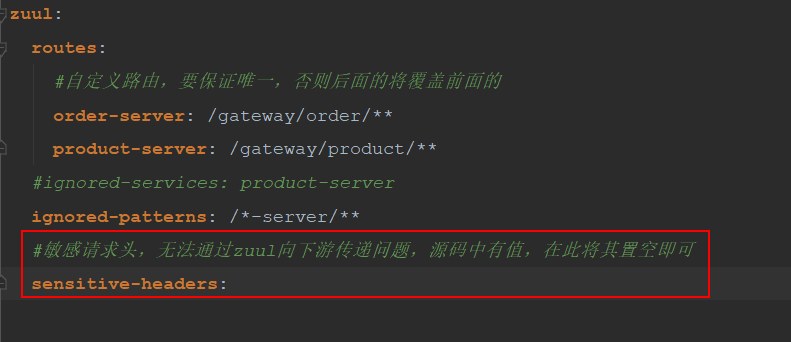 zuul:
routes:
#自定义路由，要保证唯一，否则后面的将覆盖前面的
order-server: /gateway/order/**
product-server: /gateway/product/**
#ignored-services: product-server
ignored-patterns: /*-server/**
#敏感请求头，无法通过zuul向下游传递问题，源码中有值，在此将其置空即可
sensitive-headers: